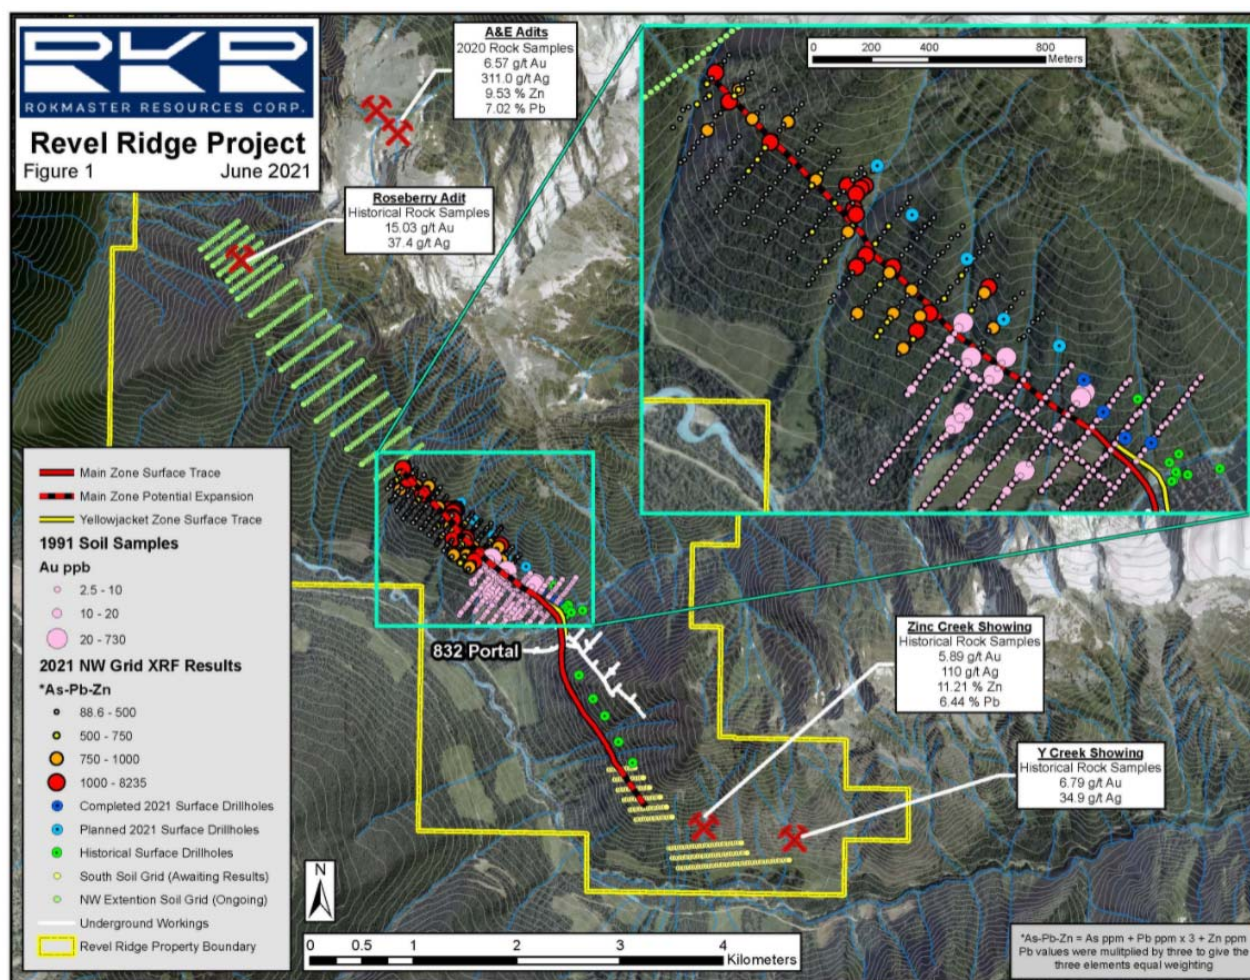 RKR
ROKMASTER RESOURCES CORP.
Revel Ridge Project
Figure 1 June 2021
A&E Adits
2020 Rock Samples
6.57 g/t Au
311.0 g/t Ag
9.53 % Zn
7.02 % Pb
Roseberry Adit
Historical Rock Samples
15.03 g/t Au
37.4 g/t Ag
0 200 400 800
Meters
Main Zone Surface Trace
Main Zone Potential Expansion
Yellowjacket Zone Surface Trace
1991 Soil Samples
Au ppb
2.5 - 10
10 - 20
20 - 730
2021 NW Grid XRF Results
*As-Pb-Zn
88.6 - 500
500 - 750
750 - 1000
1000 - 8235
Completed 2021 Surface Drillholes
Planned 2021 Surface Drillholes
Historical Surface Drillholes
South Soil Grid (Awaiting Results)
NW Extention Soil Grid (Ongoing)
Underground Workings
Revel Ridge Property Boundary
832 Portal
Zinc Creek Showing
Historical Rock Samples
5.89 g/t Au
110 g/t Ag
11.21 % Zn
6.44 % Pb
Y Creek Showing
Historical Rock Samples
6.79 g/t Au
34.9 g/t Ag
N
0 0.5 1 2 3 4
Kilometers
*As-Pb-Zn = As ppm + Pb ppm x 3 + Zn ppm
Pb values were mulitplied by three to give the
three elements equal weighting